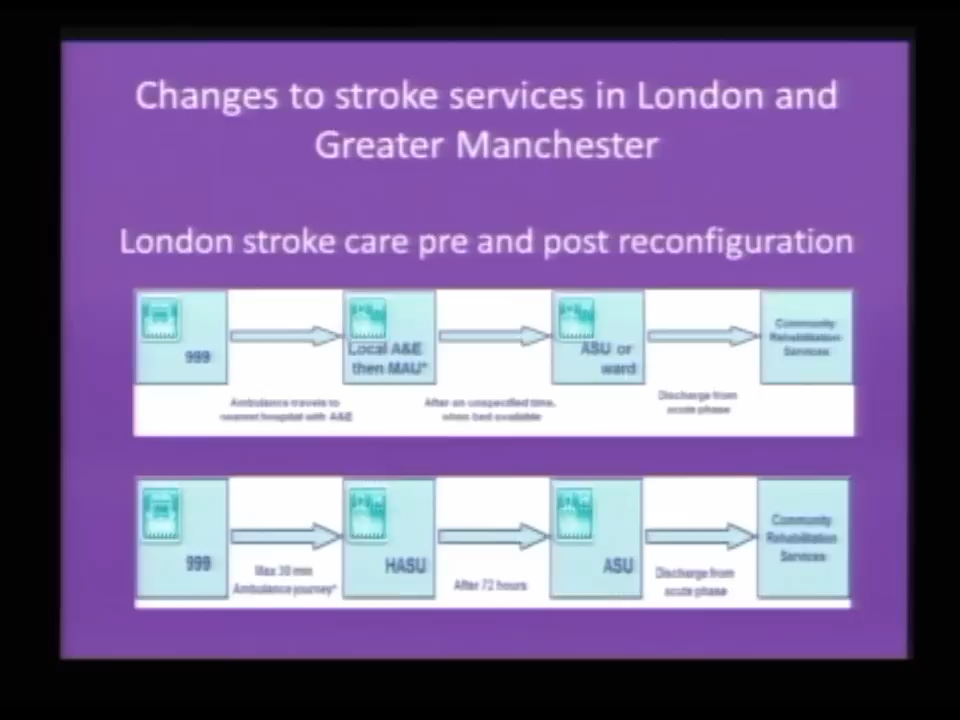 Changes to stroke services in London and
Greater Manchester
London stroke care pre and post reconfiguration
999
Local A&E
then MAU*
ASU or
ward
Community
Rehabilitation
Services
Ambulance travels to
nearest hospital with A&E
After an unspecified time,
when bed available
Discharge from
acute phase
999
HASU
ASU
Community
Rehabilitation
Services
Max 30 min
Ambulance journey*
After 72 hours
Discharge from
acute phase